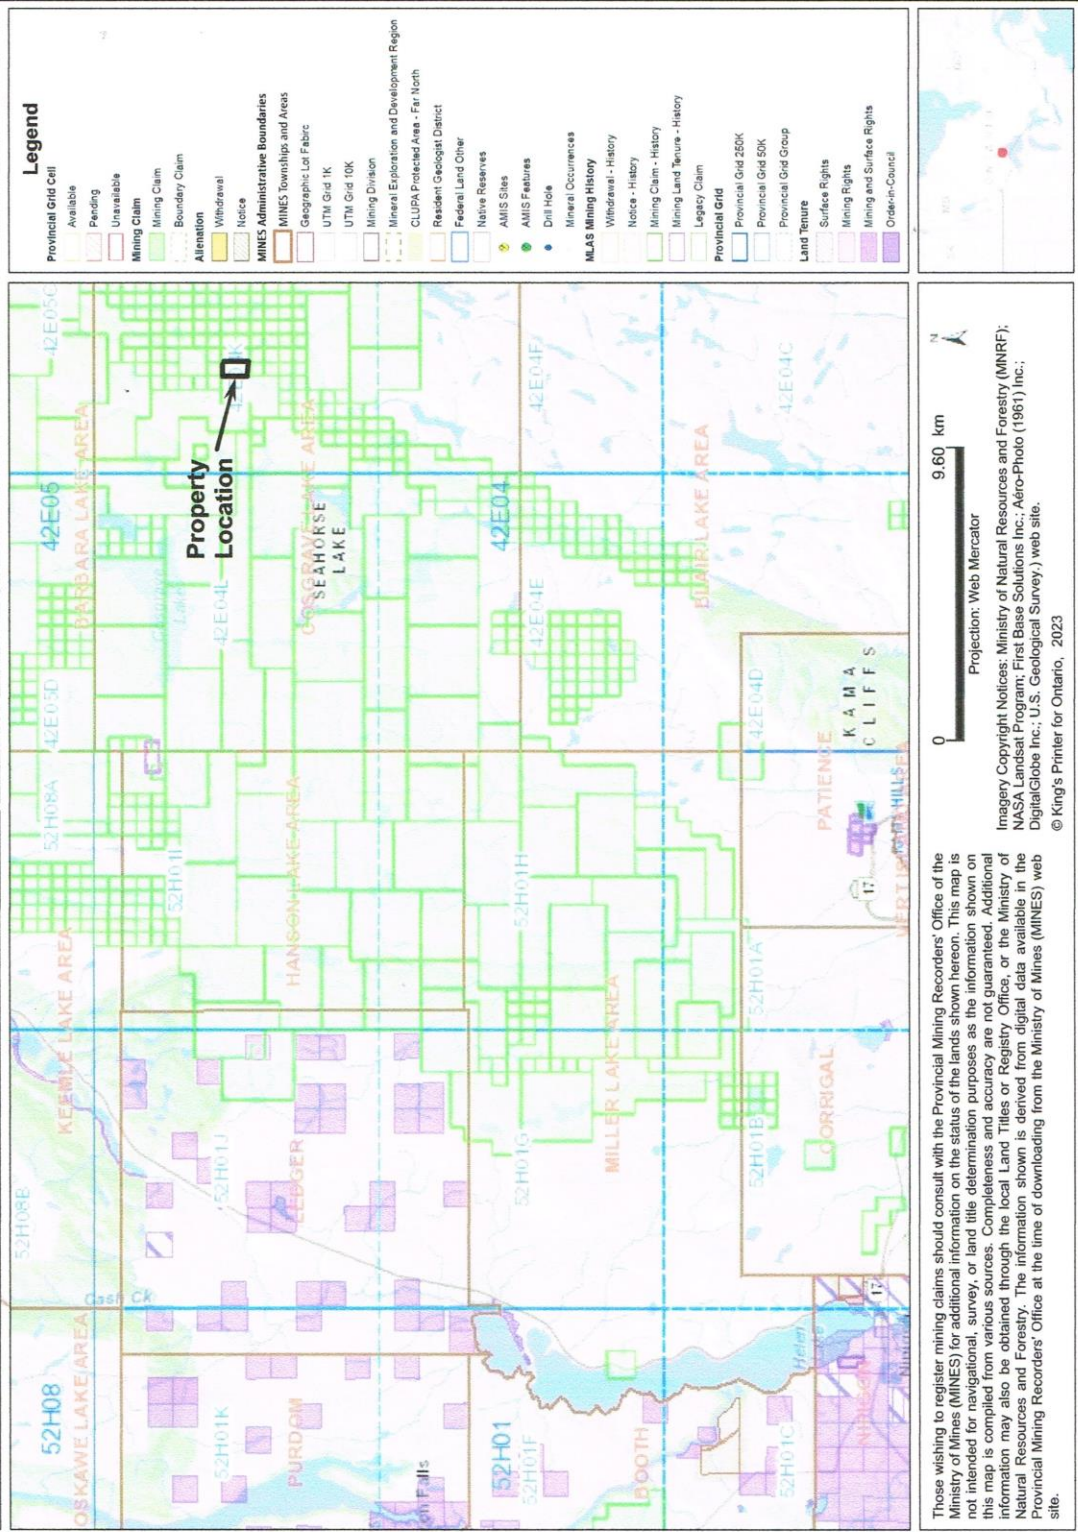 Legend
Provincial Grid Cell
Available
Pending
Unavailable
Mining Claim
Mining Claim
Boundary Claim
Alienation
Withdrawal
Notice
MINES Administrative Boundaries
MINES Townships and Areas
Geographic Lot Fabirc
UTM Grid 1K
UTM Grid 10K
Mining Division
Mineral Exploration and Development Region
CLUPA Protected Area - Far North
Resident Geologist District
Federal Land Other
Native Reserves
AMIS Sites
AMIS Features
Drill Hole
Mineral Occurrences
MLAS Mining History
Withdrawal - History
Notice - History
Mining Claim - History
Mining Land Tenure - History
Legacy Claim
Provincial Grid
Provincial Grid 250K
Provincial Grid 50K
Provincial Grid Group
Land Tenure
Surface Rights
Mining Rights
Mining and Surface Rights
Order-in-Council
52H08
OSKAWE LAKE AREA
Cash Ck
52H08B
KEEMLE LAKE AREA
52H08A
42E05D
42E05
BARBARA LAKE AREA
42E05C
52H01K
PURDOM
52H01J
LEDGER
52H01I
HANSON LAKE AREA
42E04L
Property
Location
COSGRAVE LAKE AREA
SEAHORSE
LAKE
52H01
52H01F
52H01G
52H01H
42E04E
42E04
42E04F
BOOTH
MILLER LAKE AREA
BLAIR LAKE AREA
52H01C
52H01B
52H01A
42E04D
42E04C
Helen
17
CORRIGAL
17
PATIENCE
KAMA
CLIFFS
0
9.60 km
N
Projection: Web Mercator
Those wishing to register mining claims should consult with the Provincial Mining Recorders' Office of the
Ministry of Mines (MINES) for additional information on the status of the lands shown hereon. This map is
not intended for navigational, survey, or land title determination purposes as the information shown on
this map is compiled from various sources. Completeness and accuracy are not guaranteed. Additional
information may also be obtained through the local Land Titles or Registry Office, or the Ministry of
Natural Resources and Forestry. The information shown is derived from digital data available in the
Provincial Mining Recorders' Office at the time of downloading from the Ministry of Mines (MINES) web
site.
Imagery Copyright Notices: Ministry of Natural Resources and Forestry (MNRF);
NASA Landsat Program; First Base Solutions Inc.; Aéro-Photo (1961) Inc.;
DigitalGlobe Inc.; U.S. Geological Survey.) web site.
© King's Printer for Ontario, 2023